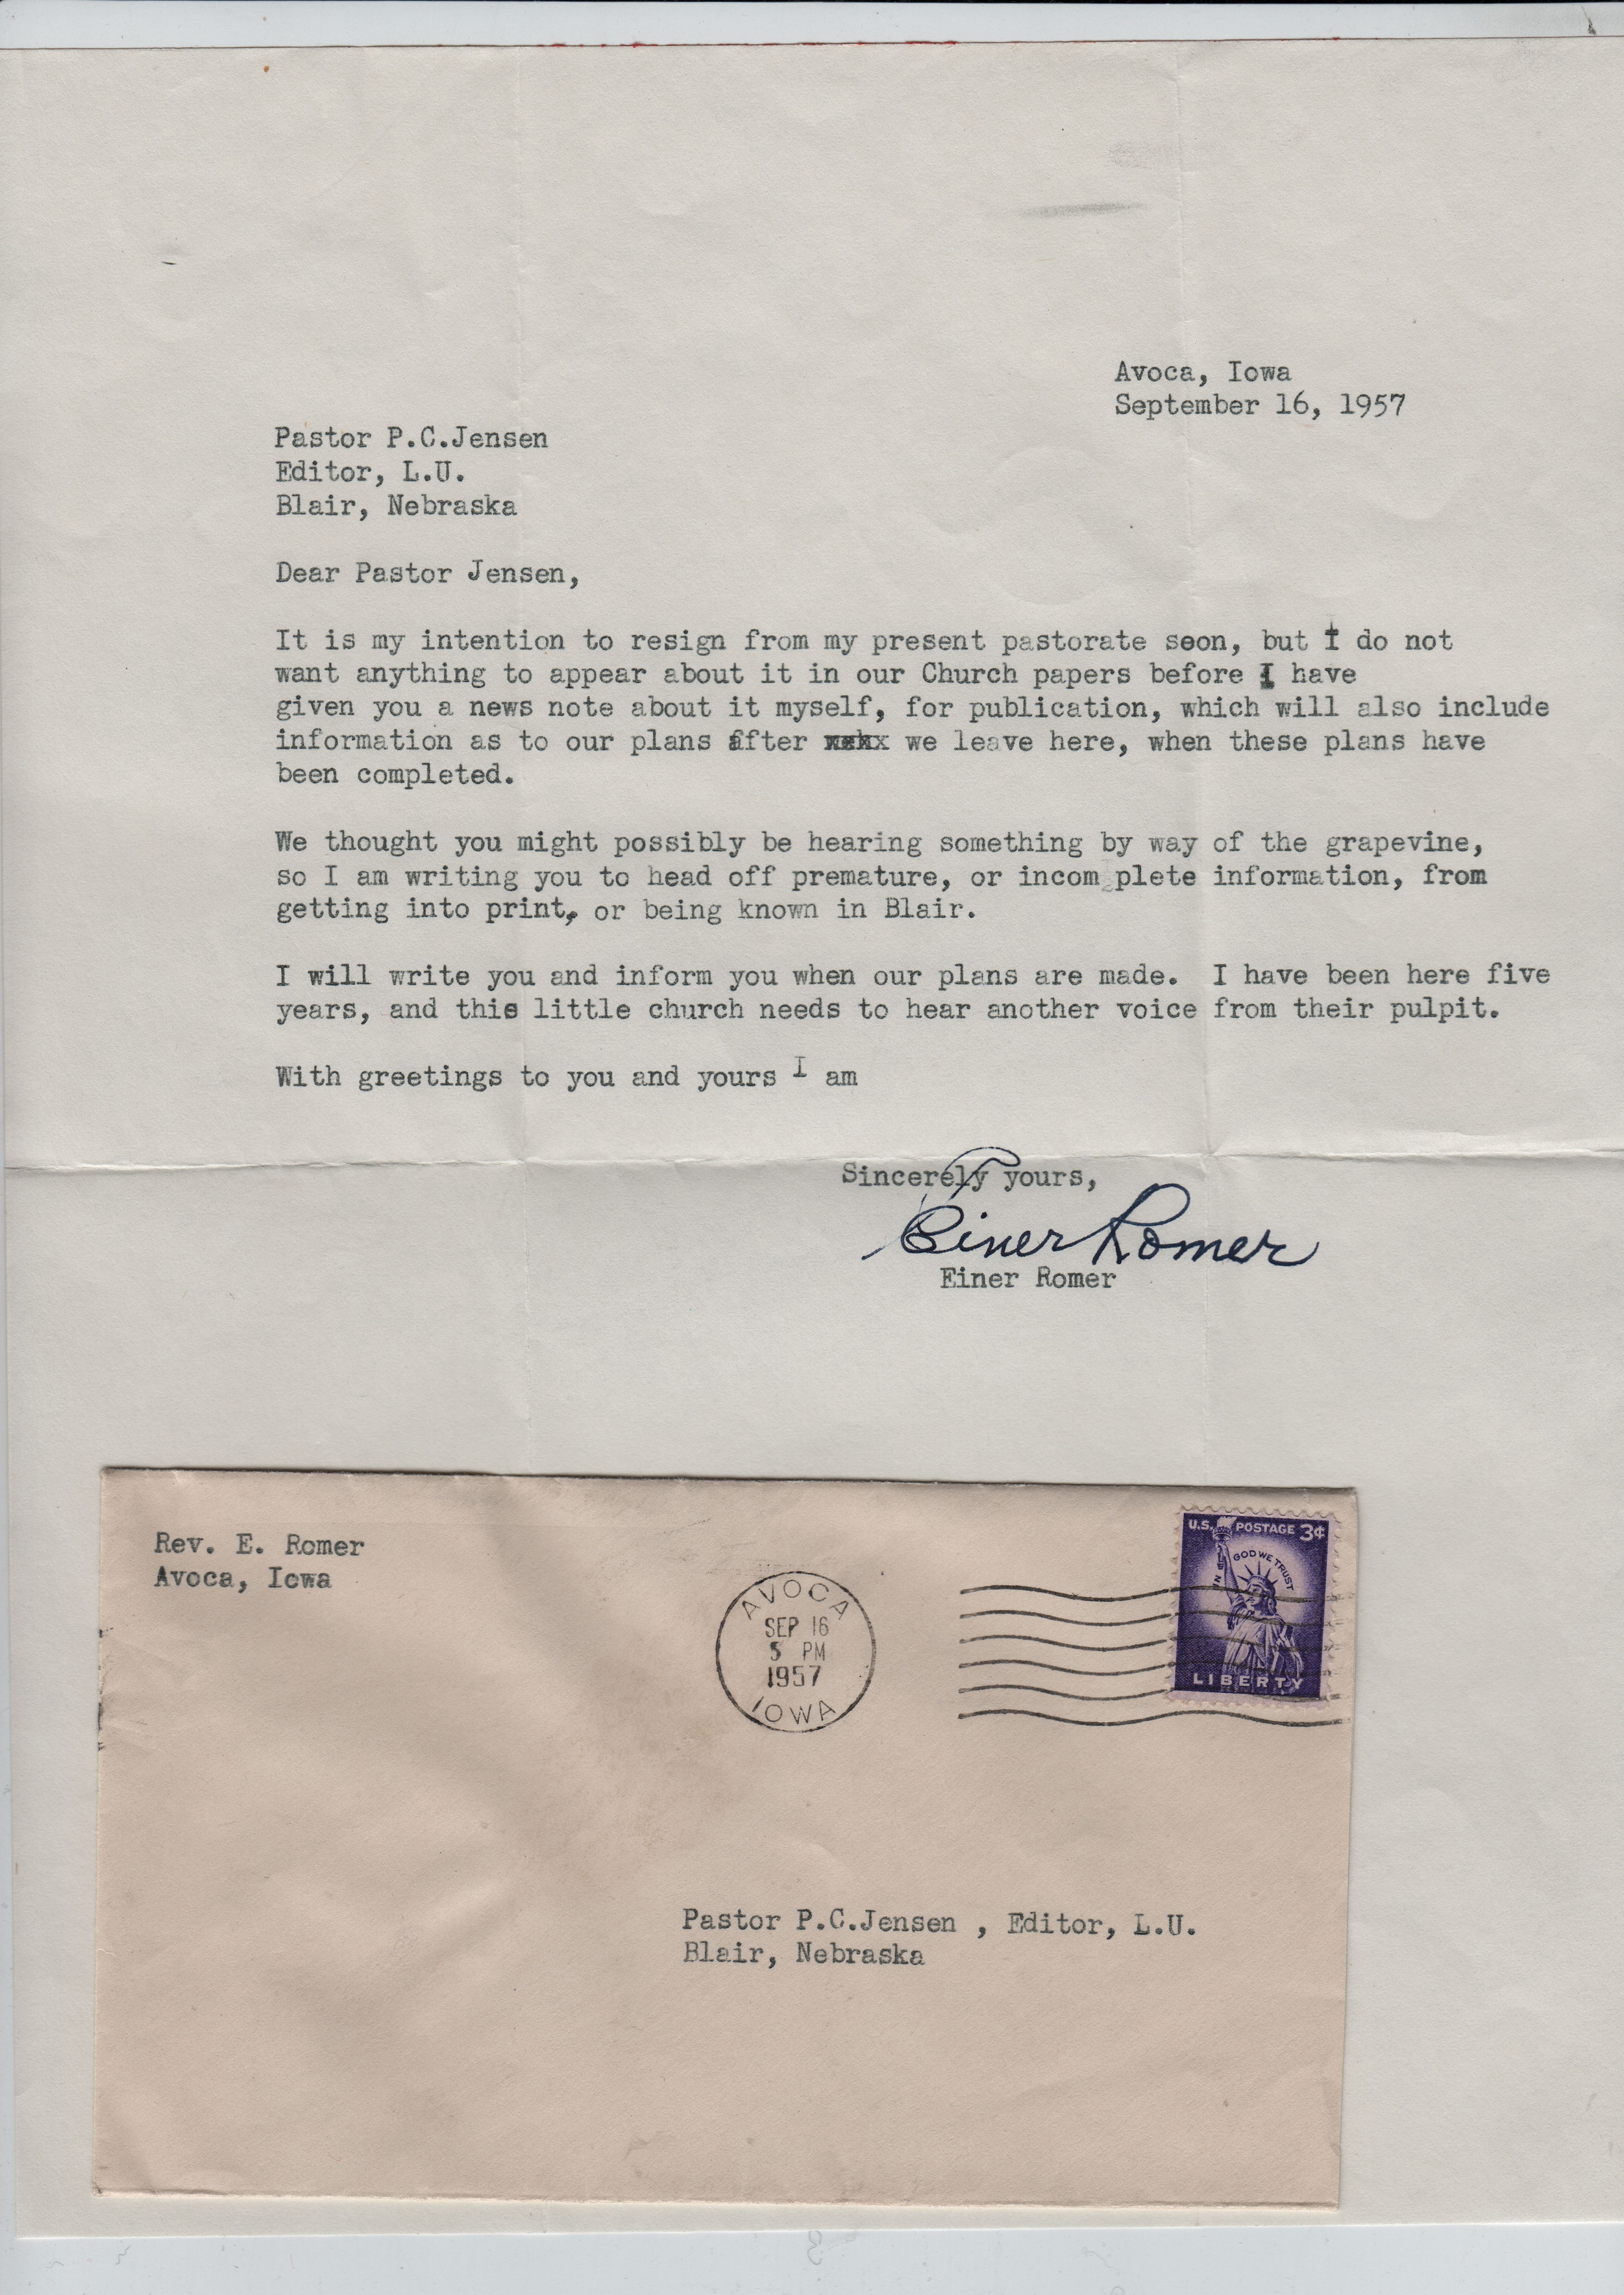 Avoca, Iowa
September 16, 1957
Pastor P.C.Jensen
Editor, L.U.
Blair, Nebraska
Dear Pastor Jensen,
It is my intention to resign from my present pastorate soon, but I do not
want anything to appear about it in our Church papers before I have
given you a news note about it myself, for publication, which will also include
information as to our plans after we leave here, when these plans have
been completed.
We thought you might possibly be hearing something by way of the grapevine,
so I am writing you to head off premature, or incom plete information, from
getting into print, or being known in Blair.
I will write you and inform you when our plans are made.  I have been here five
years, and this little church needs to hear another voice from their pulpit.
With greetings to you and yours I am
Sincerely yours,
Einer Romer
Einer Romer
Rev. E. Romer
Avoca, Iowa
AVOCA
SEP 16
5 PM
1957
IOWA
U.S. POSTAGE 3¢
IN GOD WE TRUST
LIBERTY
Pastor P.C.Jensen , Editor, L.U.
Blair, Nebraska